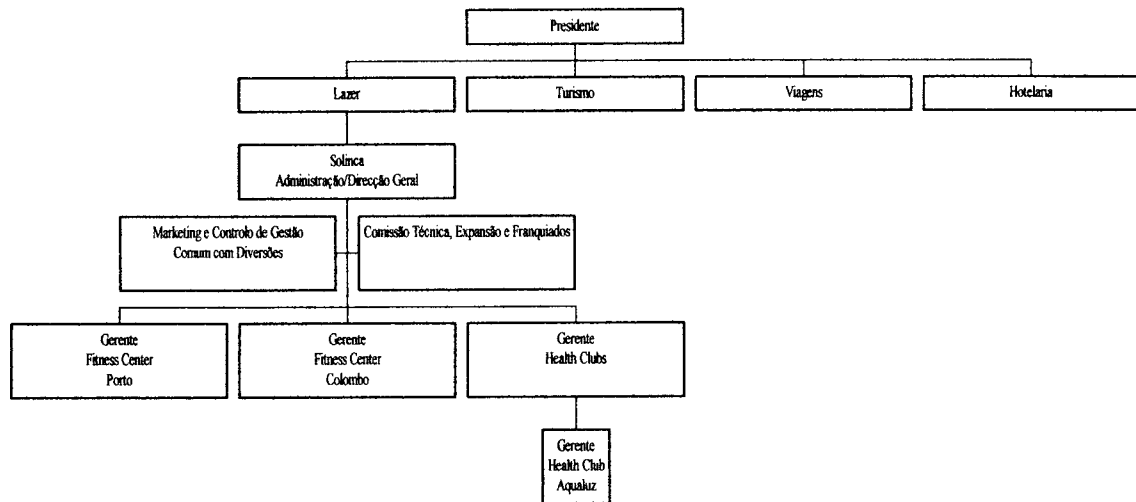 Presidente
Lazer
Turismo
Viagens
Hotelaria
Solinca
Administração/Direcção Geral
Marketing e Controlo de Gestão
Comum com Diversões
Comissão Técnica, Expansão e Franquiados
Gerente
Fitness Center
Porto
Gerente
Fitness Center
Colombo
Gerente
Health Clubs
Gerente
Health Club
Aqualuz